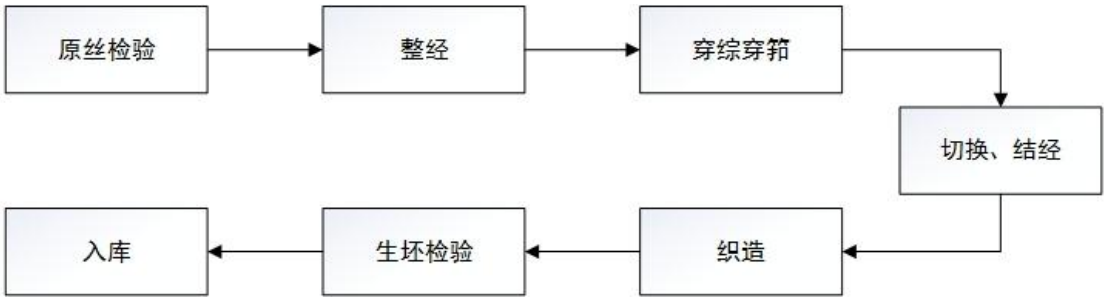 原丝检验
整经
穿综穿筘
切换、结经
织造
生坯检验
入库